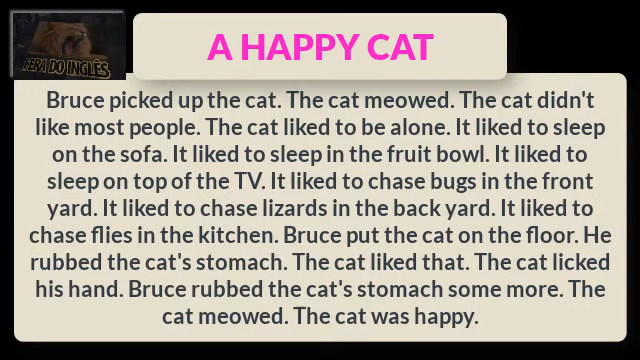 FERA DO INGLÊS
A HAPPY CAT
Bruce picked up the cat. The cat meowed. The cat didn't
like most people. The cat liked to be alone. It liked to sleep
on the sofa. It liked to sleep in the fruit bowl. It liked to
sleep on top of the TV. It liked to chase bugs in the front
yard. It liked to chase lizards in the back yard. It liked to
chase flies in the kitchen. Bruce put the cat on the floor. He
rubbed the cat's stomach. The cat liked that. The cat licked
his hand. Bruce rubbed the cat's stomach some more. The
cat meowed. The cat was happy.